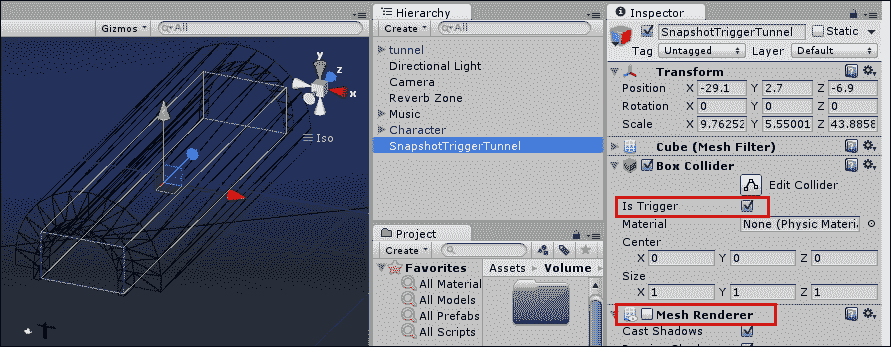 Gizmos
All
y
z
x
Iso
Hierarchy
Create
All
tunnel
Directional Light
Camera
Reverb Zone
Music
Character
SnapshotTriggerTunnel
Project
Create
Favorites
All Material
All Models
All Prefabs
All Scripts
Assets
Volume
Inspector
SnapshotTriggerTunnel
Static
Tag Untagged Layer Default
Transform
Position X -29.1 Y 2.7 Z -6.9
Rotation X 0 Y 0 Z 0
Scale X 9.76252 Y 5.55001 Z 43.8858
Cube (Mesh Filter)
Box Collider
Edit Collider
Is Trigger
Material None (Physic Materia
Center
X 0 Y 0 Z 0
Size
X 1 Y 1 Z 1
Mesh Renderer
Cast Shadows